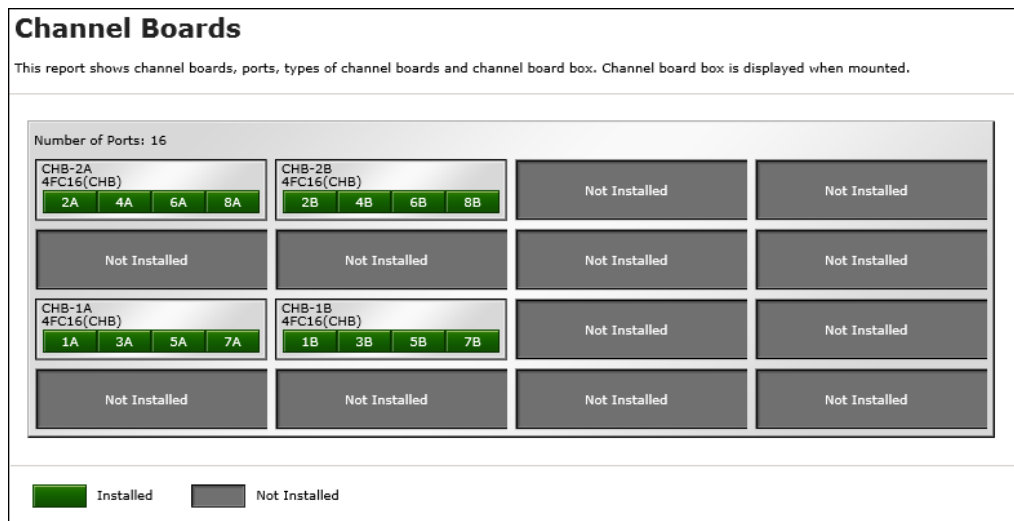 Channel Boards
This report shows channel boards, ports, types of channel boards and channel board box. Channel board box is displayed when mounted.
Number of Ports: 16
CHB-2A
4FC16(CHB)
2A 4A 6A 8A
CHB-2B
4FC16(CHB)
2B 4B 6B 8B
Not Installed
Not Installed
Not Installed
Not Installed
Not Installed
Not Installed
CHB-1A
4FC16(CHB)
1A 3A 5A 7A
CHB-1B
4FC16(CHB)
1B 3B 5B 7B
Not Installed
Not Installed
Not Installed
Not Installed
Not Installed
Not Installed
Installed
Not Installed